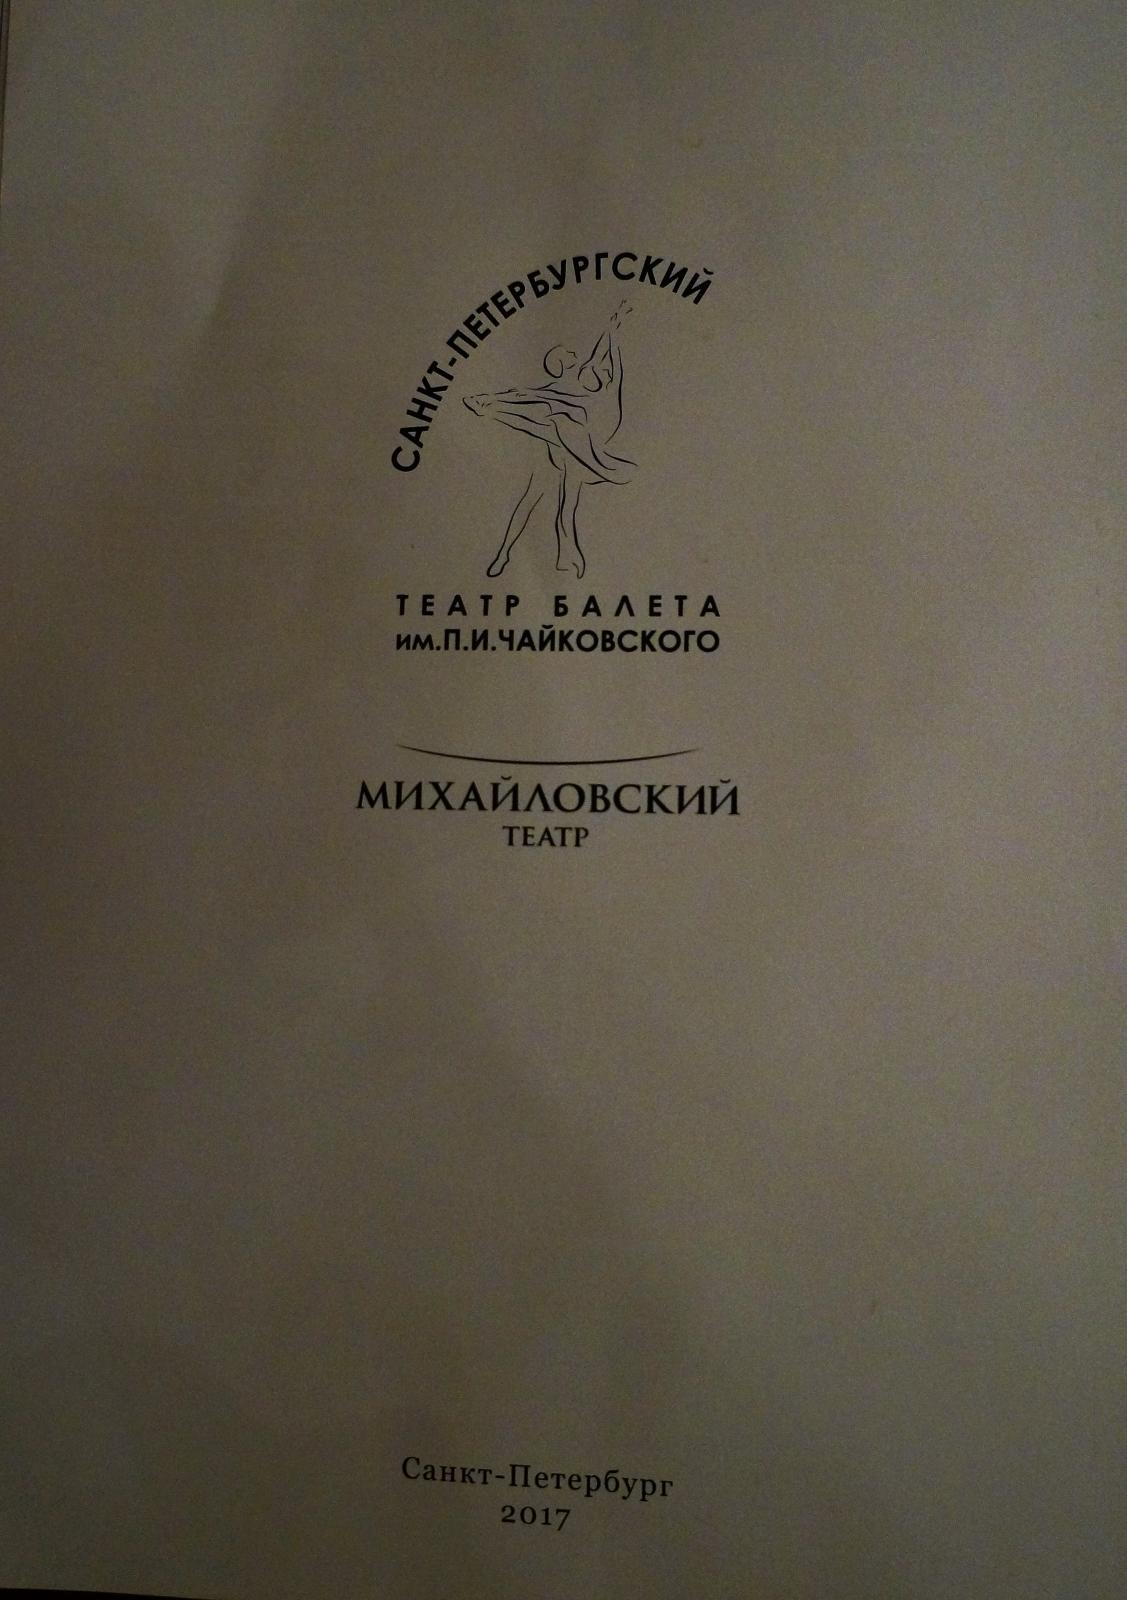 САНКТ-ПЕТЕРБУРГСКИЙ
ТЕАТР БАЛЕТА
им.П.И.ЧАЙКОВСКОГО
МИХАЙЛОВСКИЙ
ТЕАТР
Санкт-Петербург
2017